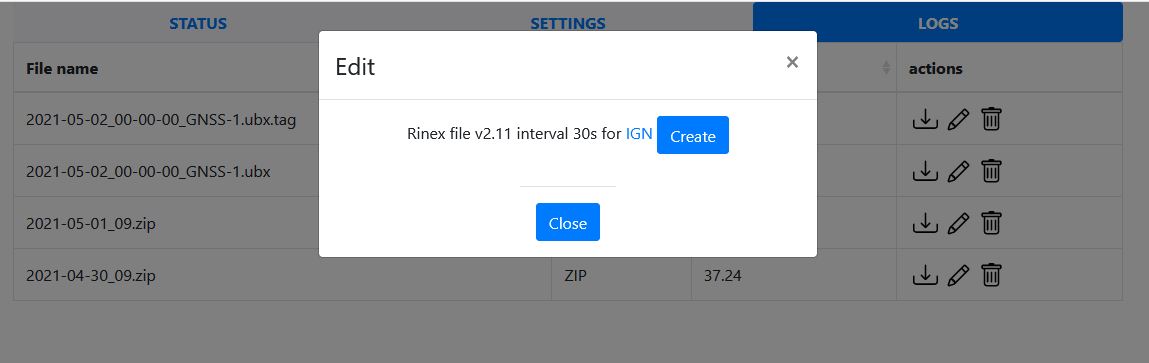 STATUS SETTINGS LOGS
Edit ×
File name actions
2021-05-02_00-00-00_GNSS-1.ubx.tag
Rinex file v2.11 interval 30s for IGN Create
2021-05-02_00-00-00_GNSS-1.ubx
2021-05-01_09.zip
Close
2021-04-30_09.zip ZIP 37.24